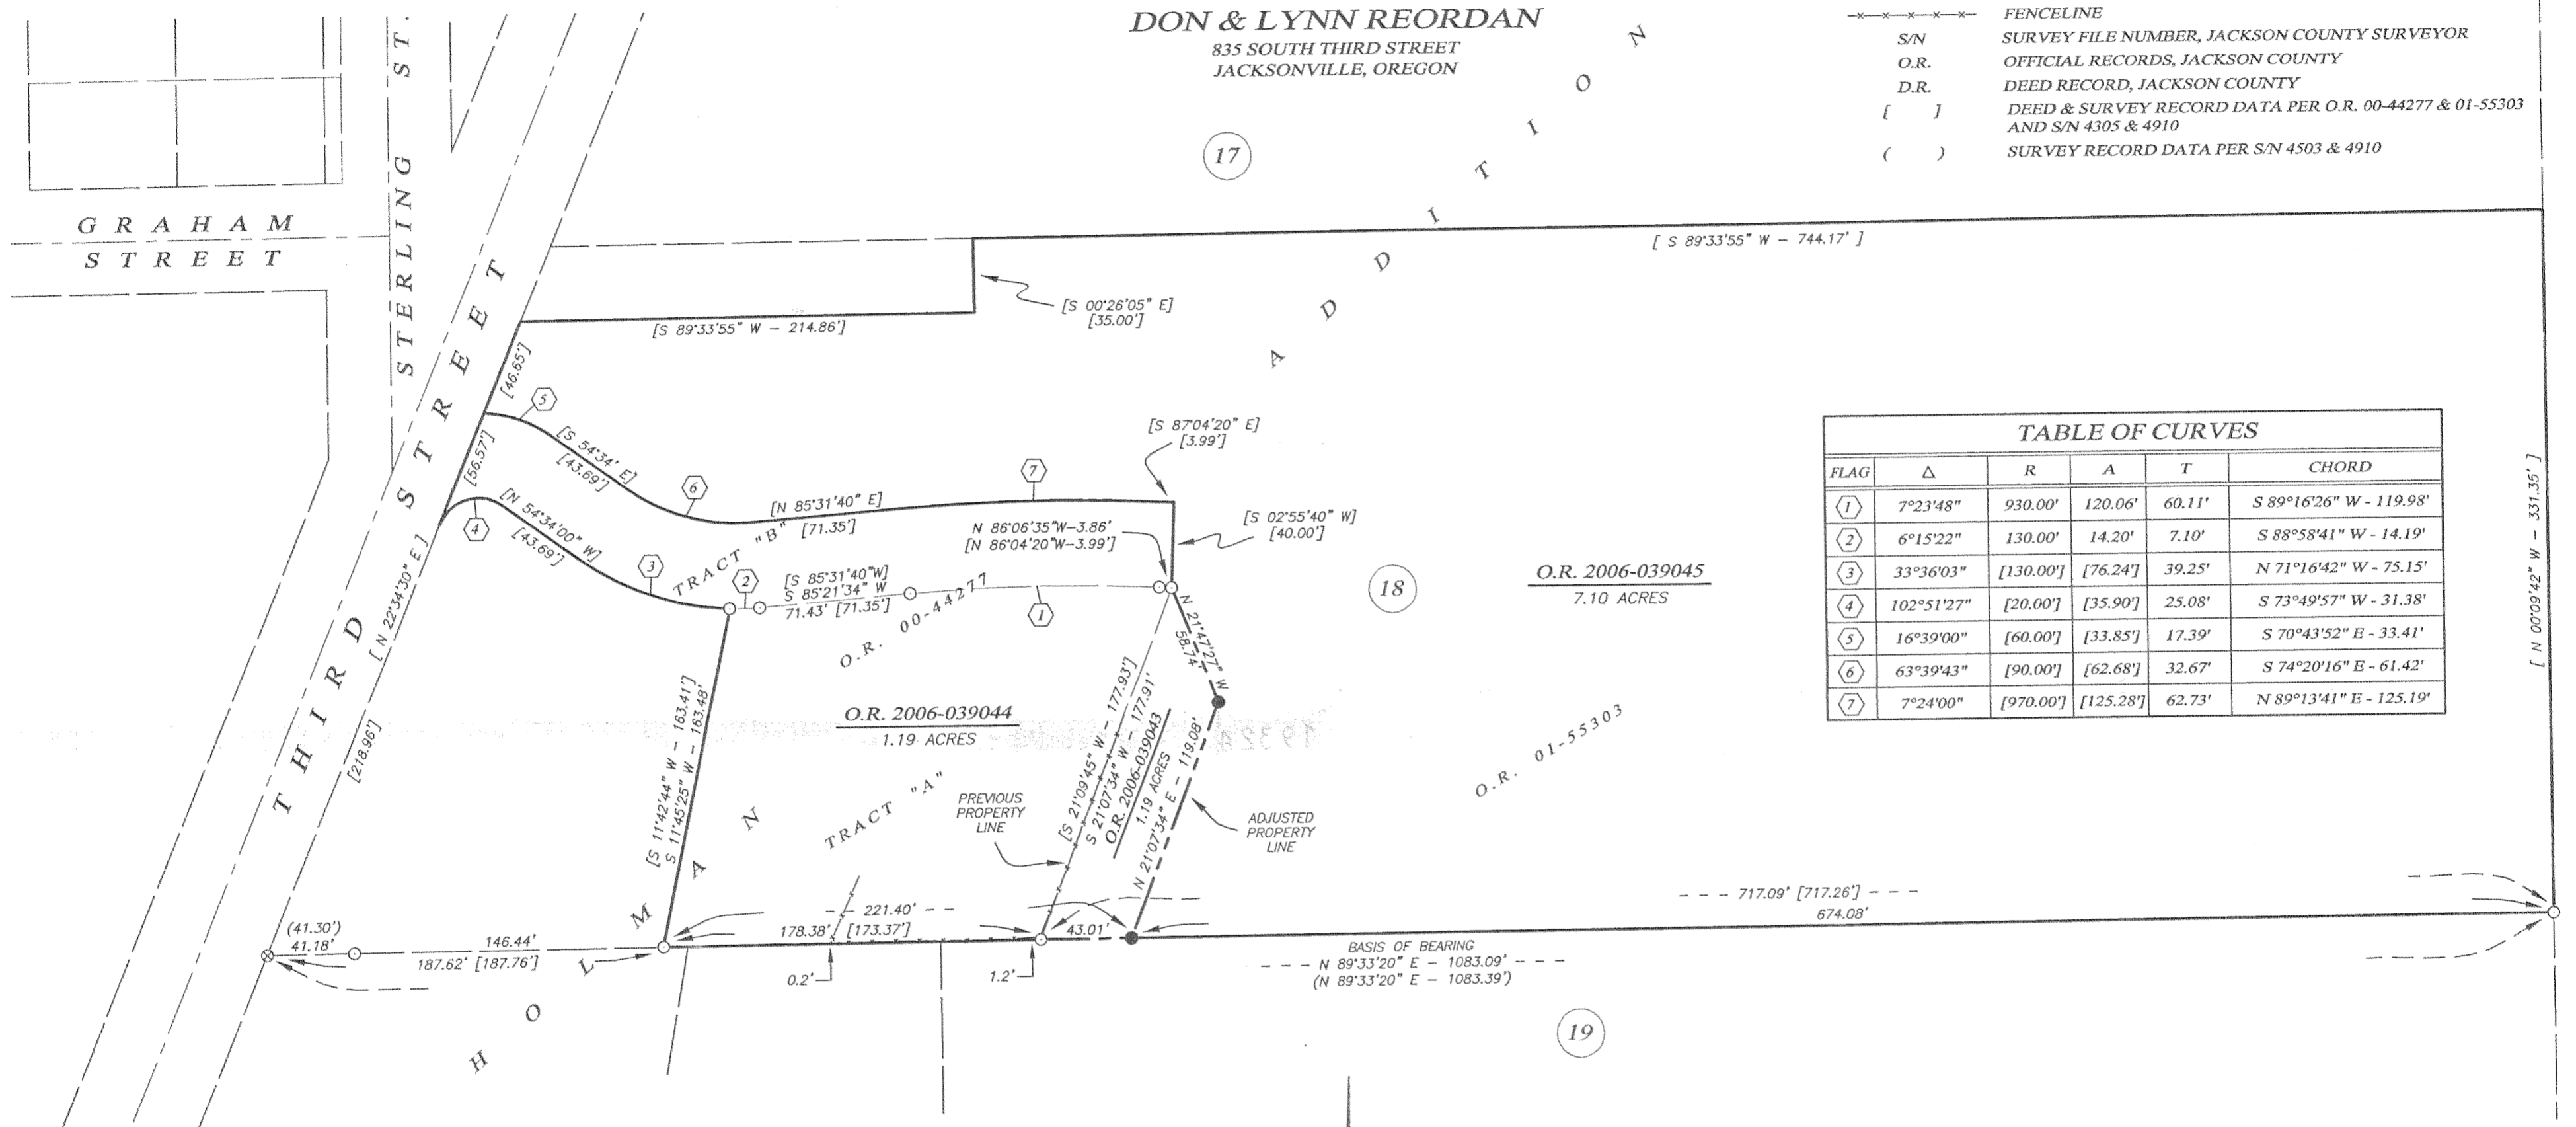 DON & LYNN REORDAN
835 SOUTH THIRD STREET
JACKSONVILLE, OREGON
FENCELINE
S/N SURVEY FILE NUMBER, JACKSON COUNTY SURVEYOR
O.R. OFFICIAL RECORDS, JACKSON COUNTY
D.R. DEED RECORD, JACKSON COUNTY
[ ] DEED & SURVEY RECORD DATA PER O.R. 00-44277 & 01-55303
AND S/N 4305 & 4910
( ) SURVEY RECORD DATA PER S/N 4503 & 4910
GRAHAM
STREET
STERLING ST.
THIRD STREET
HOLMAN ADDITION
17
[ S 89°33'55" W – 744.17' ]
[S 00°26'05" E]
[35.00']
[S 89°33'55" W – 214.86']
[46.65']
[56.57']
5
[S 54°34' E]
[43.69']
6
[N 85°31'40" E]
[71.35']
7
[S 87°04'20" E]
[3.99']
[S 02°55'40" W]
[40.00']
N 86°06'35"W–3.86'
[N 86°04'20"W–3.99']
4
[N 54°34'00" W]
[43.69']
3
TRACT "B"
2
[S 85°31'40"W]
S 85°21'34" W
71.43' [71.35']
1
O.R. 00-44277
18
O.R. 2006-039045
7.10 ACRES
TABLE OF CURVES
FLAG Δ R A T CHORD
1 7°23'48" 930.00' 120.06' 60.11' S 89°16'26" W - 119.98'
2 6°15'22" 130.00' 14.20' 7.10' S 88°58'41" W - 14.19'
3 33°36'03" [130.00'] [76.24'] 39.25' N 71°16'42" W - 75.15'
4 102°51'27" [20.00'] [35.90'] 25.08' S 73°49'57" W - 31.38'
5 16°39'00" [60.00'] [33.85'] 17.39' S 70°43'52" E - 33.41'
6 63°39'43" [90.00'] [62.68'] 32.67' S 74°20'16" E - 61.42'
7 7°24'00" [970.00'] [125.28'] 62.73' N 89°13'41" E - 125.19'
[ N 00°09'42" W – 331.35' ]
[ N 22°34'30" E ]
[218.96']
[S 11°42'44" W – 163.41']
S 11°45'25" W – 163.48'
O.R. 2006-039044
1.19 ACRES
TRACT "A"
N 21°47'27" W
58.74'
[S 21°09'45" W – 177.93']
S 21°07'34" W – 177.91'
O.R. 2006-039043
1.19 ACRES
N 21°07'34" E – 119.08'
PREVIOUS
PROPERTY
LINE
ADJUSTED
PROPERTY
LINE
O.R. 01-55303
(41.30')
41.18'
146.44'
187.62' [187.76']
221.40'
178.38' [173.37']
43.01'
0.2'
1.2'
717.09' [717.26']
674.08'
BASIS OF BEARING
N 89°33'20" E – 1083.09'
(N 89°33'20" E – 1083.39')
19